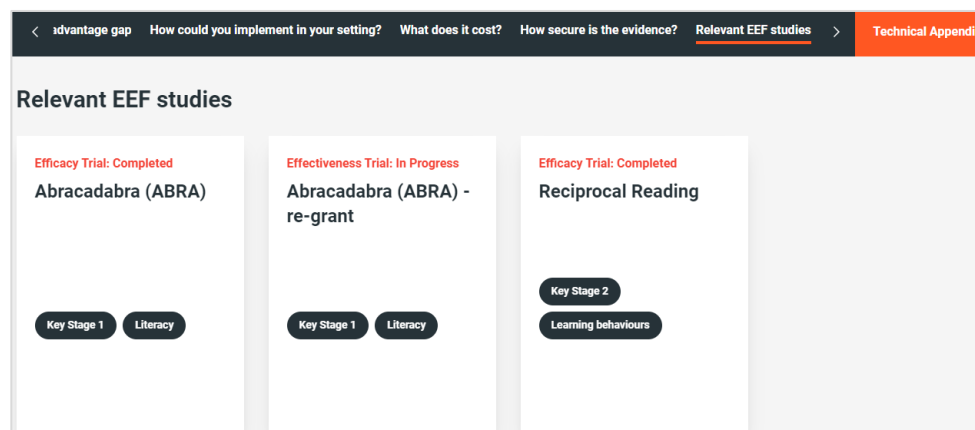 advantage gap How could you implement in your setting? What does it cost? How secure is the evidence? Relevant EEF studies Technical Appendi
Relevant EEF studies
Efficacy Trial: Completed
Abracadabra (ABRA)
Key Stage 1 Literacy
Effectiveness Trial: In Progress
Abracadabra (ABRA) -
re-grant
Key Stage 1 Literacy
Efficacy Trial: Completed
Reciprocal Reading
Key Stage 2
Learning behaviours